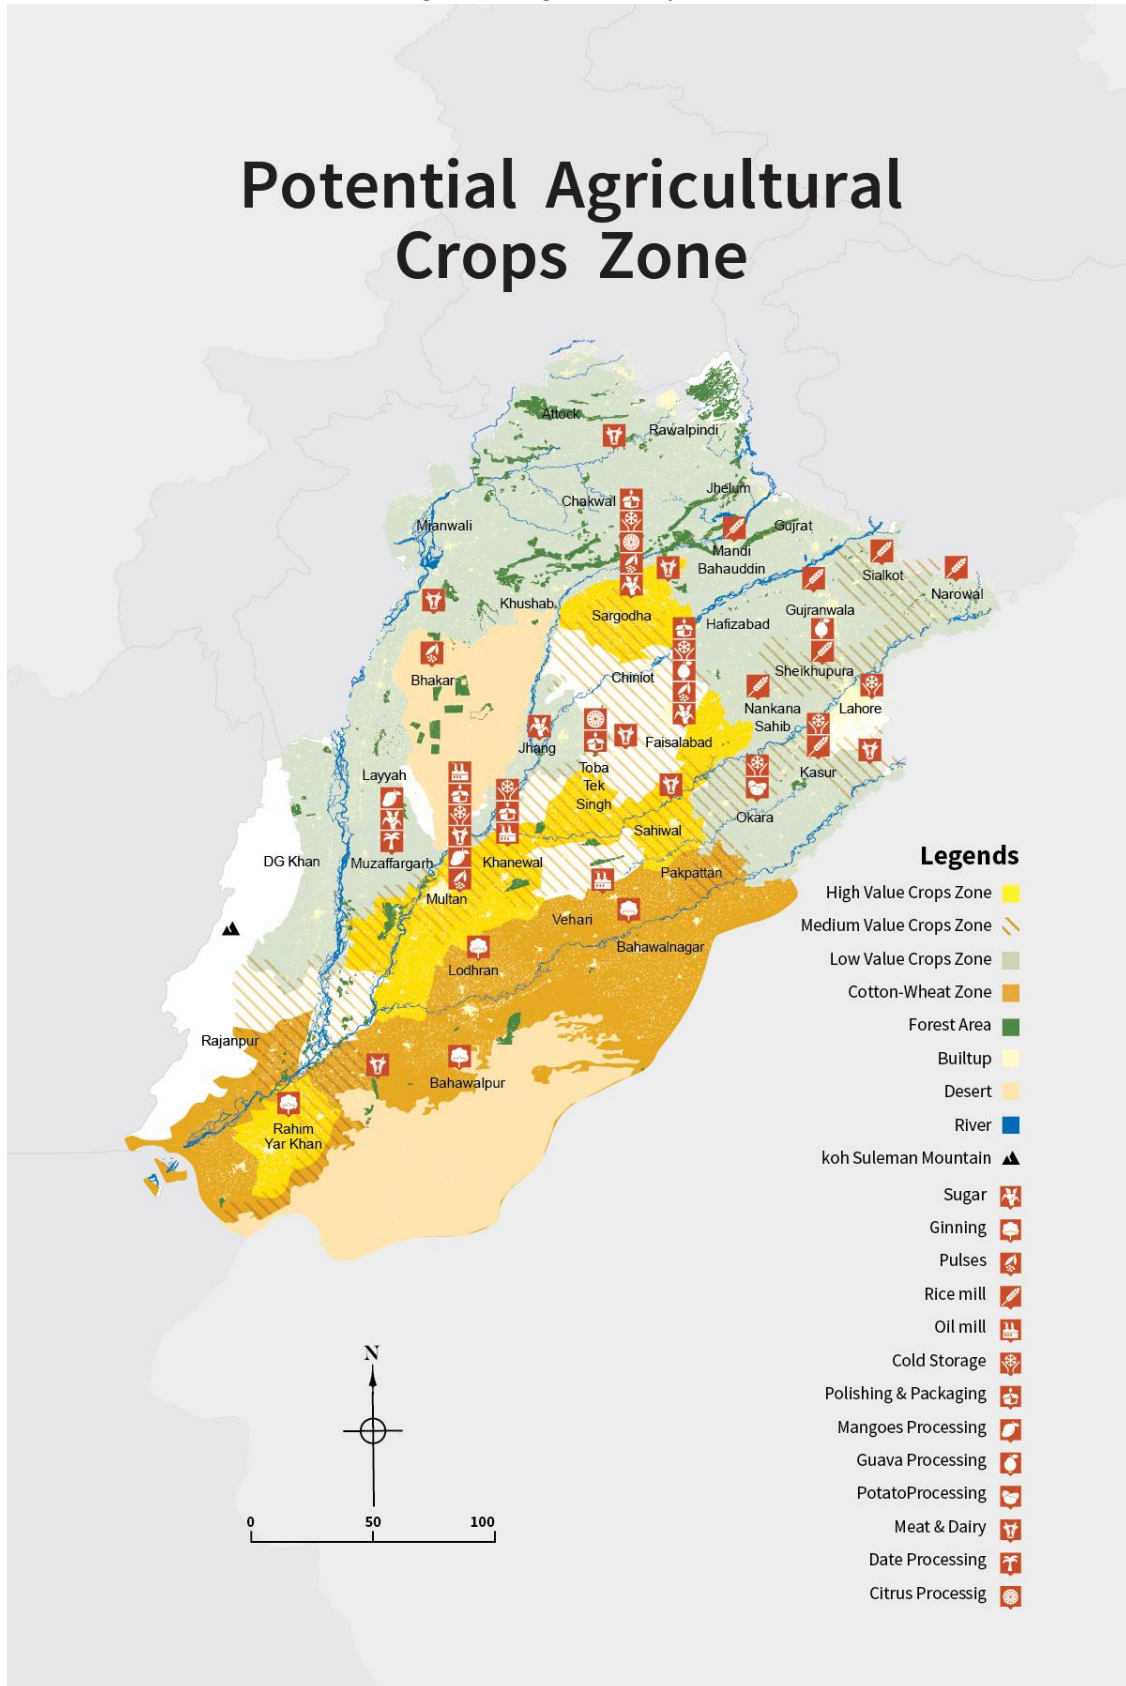 Potential Agricultural
Crops Zone
Attock
Rawalpindi
Chakwal
Jhelum
Mianwali
Gujrat
Mandi
Bahauddin
Sialkot
Narowal
Khushab
Sargodha
Gujranwala
Hafizabad
Bhakar
Chiniot
Sheikhupura
Nankana
Sahib
Lahore
Jhang
Faisalabad
Toba
Tek
Singh
Kasur
Layyah
Okara
Sahiwal
DG Khan
Muzaffargarh
Khanewal
Pakpattan
Multan
Vehari
Bahawalnagar
Lodhran
Rajanpur
Bahawalpur
Rahim
Yar Khan
Legends
High Value Crops Zone
Medium Value Crops Zone
Low Value Crops Zone
Cotton-Wheat Zone
Forest Area
Builtup
Desert
River
koh Suleman Mountain
Sugar
Ginning
Pulses
Rice mill
Oil mill
Cold Storage
Polishing & Packaging
Mangoes Processing
Guava Processing
PotatoProcessing
Meat & Dairy
Date Processing
Citrus Processig
N
0 50 100